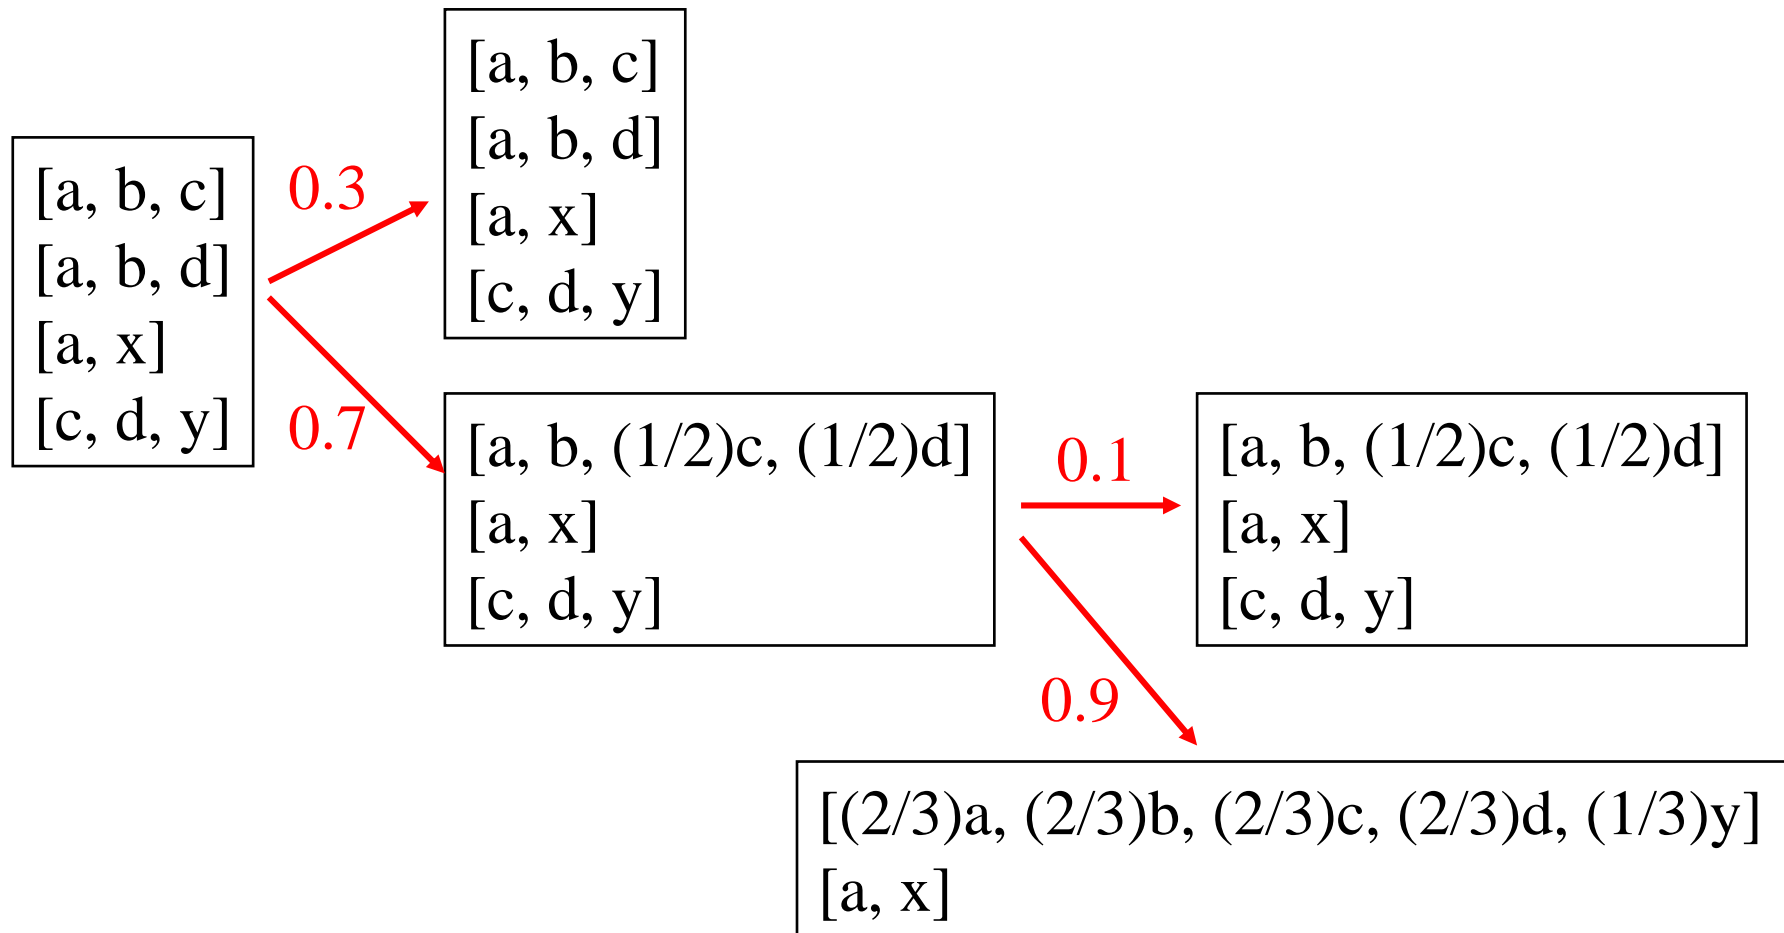 [a, b, c]
[a, b, d]
[a, x]
[c, d, y]
0.3
0.7
[a, b, c]
[a, b, d]
[a, x]
[c, d, y]
[a, b, (1/2)c, (1/2)d]
[a, x]
[c, d, y]
0.1
0.9
[a, b, (1/2)c, (1/2)d]
[a, x]
[c, d, y]
[(2/3)a, (2/3)b, (2/3)c, (2/3)d, (1/3)y]
[a, x]